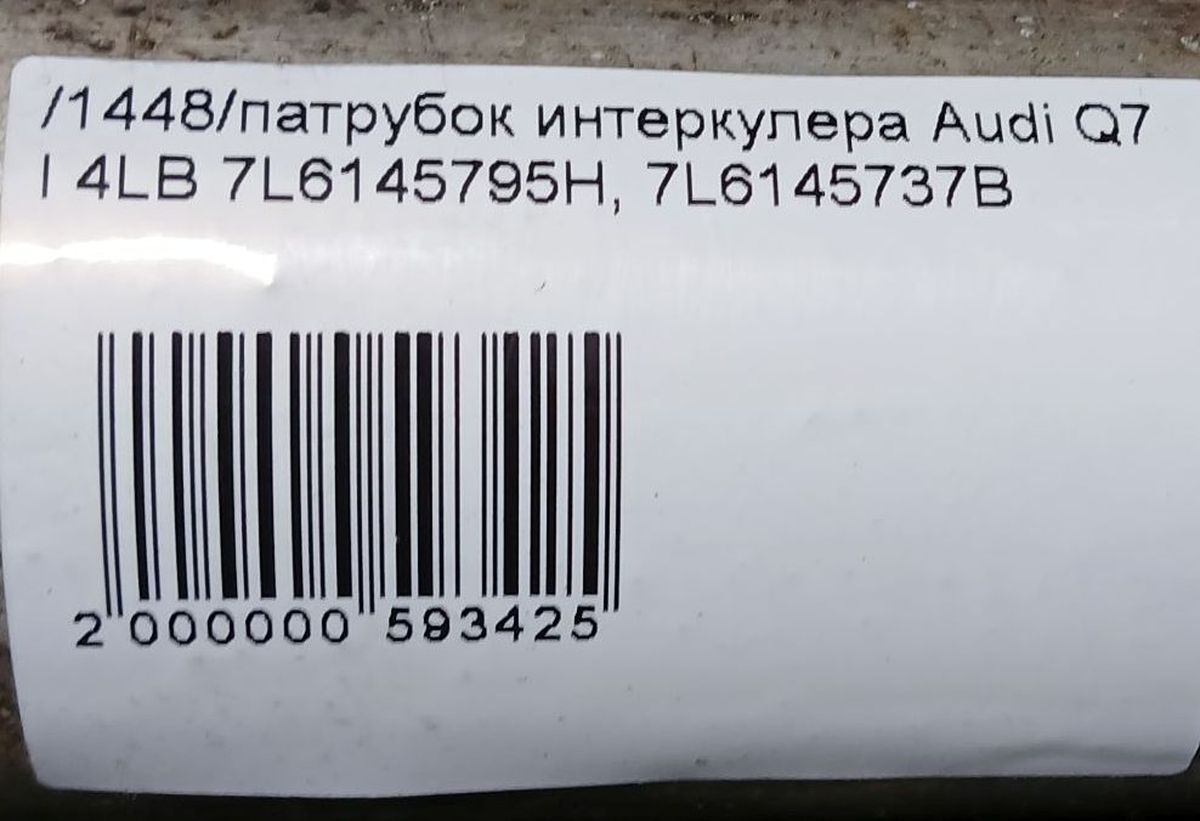 /1448/патрубок интеркулера Audi Q7
I 4LB 7L6145795H, 7L6145737B
2 000000 593425